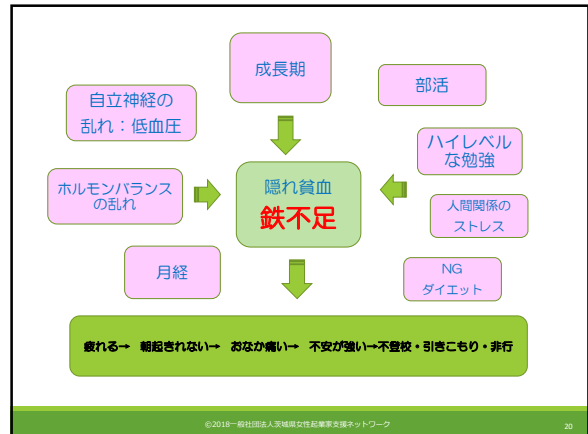 成長期
部活
自立神経の
乱れ：低血圧
ハイレベル
な勉強
ホルモンバランス
の乱れ
隠れ貧血
鉄不足
人間関係の
ストレス
月経
NG
ダイエット
疲れる→ 朝起きれない→ おなか痛い→ 不安が強い→不登校・引きこもり・非行
©2018一般社団法人茨城県女性起業家支援ネットワーク
20